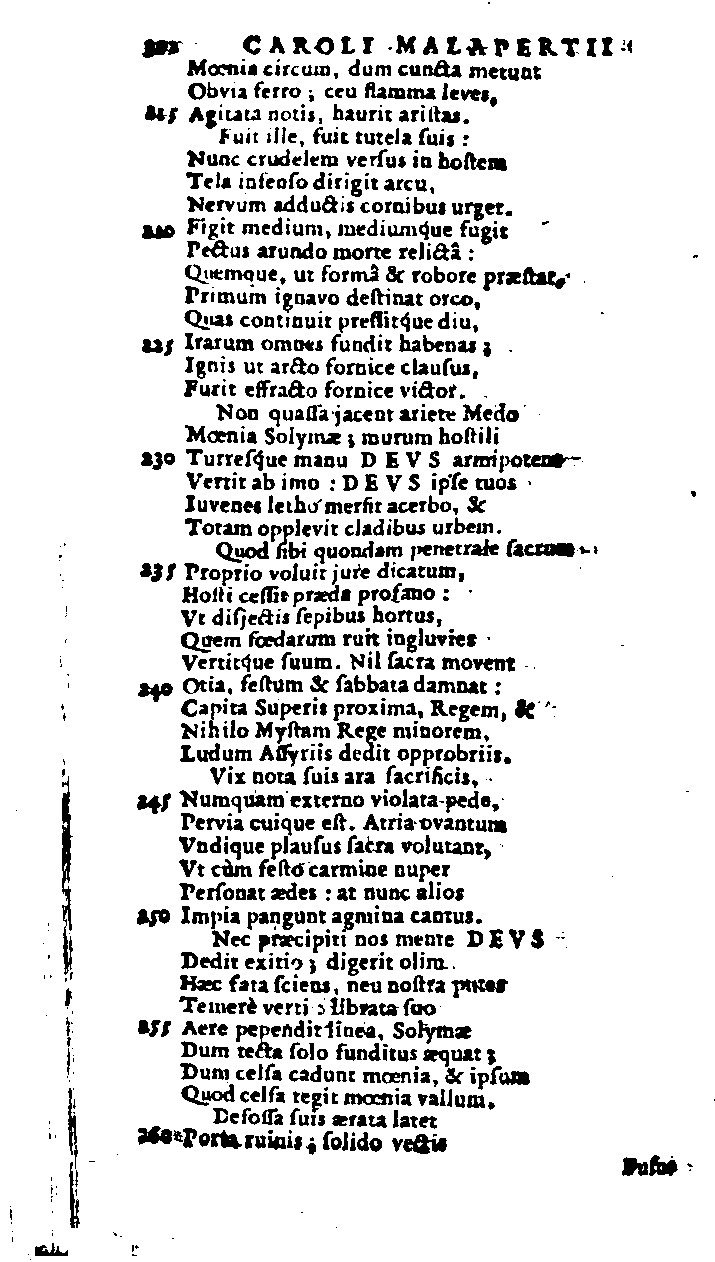 CAROLI MALAPERTII
Mœnia circum, dum cuncta metunt
Obvia ferro ; ceu flamma leves,
215 Agitata notis, haurit ariſtas.
Fuit ille, fuit tutela ſuis :
Nunc crudelem verſus in hoſtem
Tela infenſo dirigit arcu,
Nervum adductis cornibus urget.
220 Figit medium, mediumq́ue fugit
Pectus arundo morte relictâ :
Quemque, ut formâ & robore præſtat,
Primum ignavo deſtinat orco,
Quas continuit preſſitq́ue diu,
225 Irarum omnes fundit habenas ;
Ignis ut arcto fornice clauſus,
Furit effracto fornice victor.
Non quaſſa jacent ariete Medo
Mœnia Solymæ ; murum hoſtili
230 Turreſq́ue manu DEVS armipotens
Vertit ab imo : DEVS ipſe tuos
Iuvenes letho merſit acerbo, &
Totam opplevit cladibus urbem.
Quod ſibi quondam penetrale ſacrum
235 Proprio voluit jure dicatum,
Hoſti ceſſit præda profano :
Vt disjectis ſepibus hortus,
Quem fœdarum ruit ingluvies
Vertitq́ue ſuum. Nil ſacra movent
240 Otia, feſtum & ſabbata damnat :
Capita Superis proxima, Regem, &
Nihilo Myſtam Rege minorem,
Ludum Aſſyriis dedit opprobriis.
Vix nota ſuis ara ſacrificis,
245 Numquam externo violata pede,
Pervia cuique eſt. Atria ovantum
Vndique plauſus ſacra volutant,
Vt cùm feſto carmine nuper
Perſonat ædes : at nunc alios
250 Impia pangunt agmina cantus.
Nec præcipiti nos mente DEVS
Dedit exitio ; digerit olim
Hæc fata ſciens, neu noſtra putes
Temerè verti : librata ſuo
255 Aere pependit linea, Solymæ
Dum tecta ſolo funditus æquat ;
Dum celſa cadunt mœnia, & ipſum
Quod celſa tegit mœnia vallum.
Defoſſa ſuis ærata latet
260 Porta ruinis ; ſolido vectis